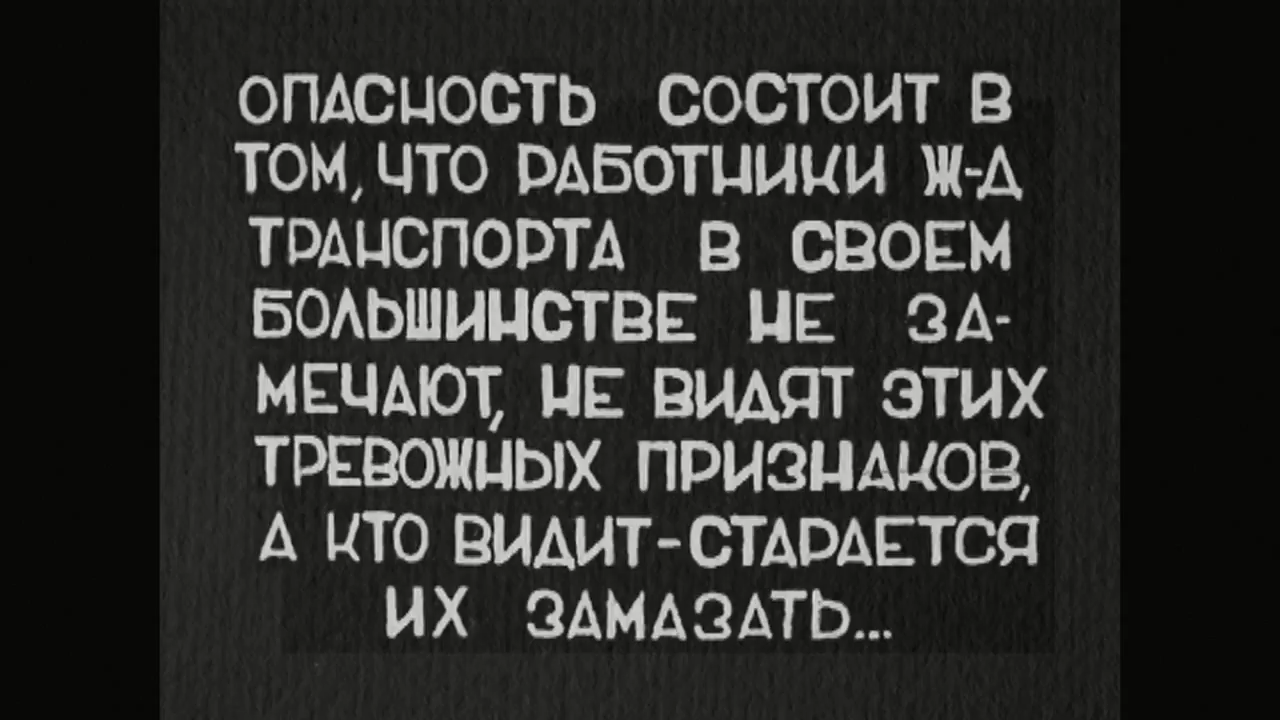 ОПАСНОСТЬ СОСТОИТ В
ТОМ, ЧТО РАБОТНИКИ Ж-Д
ТРАНСПОРТА В СВОЕМ
БОЛЬШИНСТВЕ НЕ ЗА-
МЕЧАЮТ, НЕ ВИДЯТ ЭТИХ
ТРЕВОЖНЫХ ПРИЗНАКОВ,
А КТО ВИДИТ-СТАРАЕТСЯ
ИХ ЗАМАЗАТЬ...